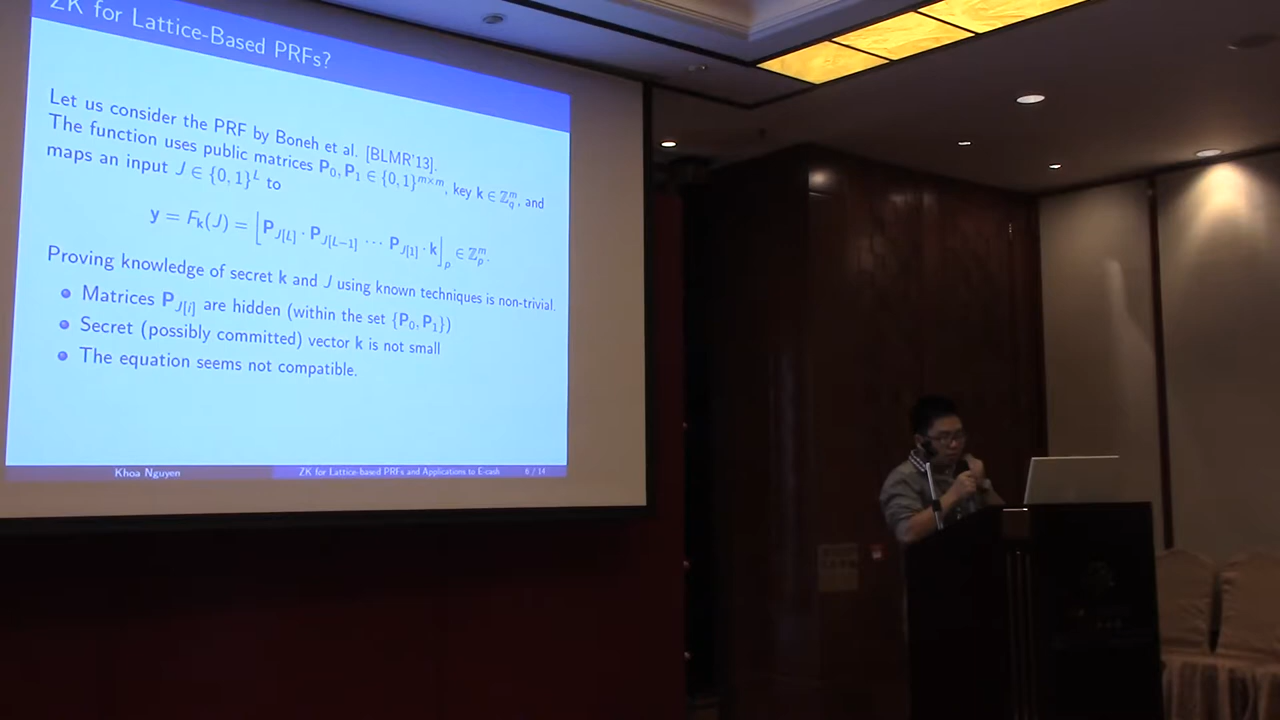 ZK for Lattice-Based PRFs?
Let us consider the PRF by Boneh et al. [BLMR'13].
The function uses public matrices P₀, P₁ ∈ {0, 1}^{m×m}, key k ∈ ℤ_q^m, and
maps an input J ∈ {0, 1}^L to
y = F_k(J) = ⌊P_{J[L]} · P_{J[L−1]} ⋯ P_{J[1]} · k⌋_p ∈ ℤ_p^m.
Proving knowledge of secret k and J using known techniques is non-trivial.
Matrices P_{J[i]} are hidden (within the set {P₀, P₁})
Secret (possibly committed) vector k is not small
The equation seems not compatible.
Khoa Nguyen
ZK for Lattice-based PRFs and Applications to E-cash
6 / 14